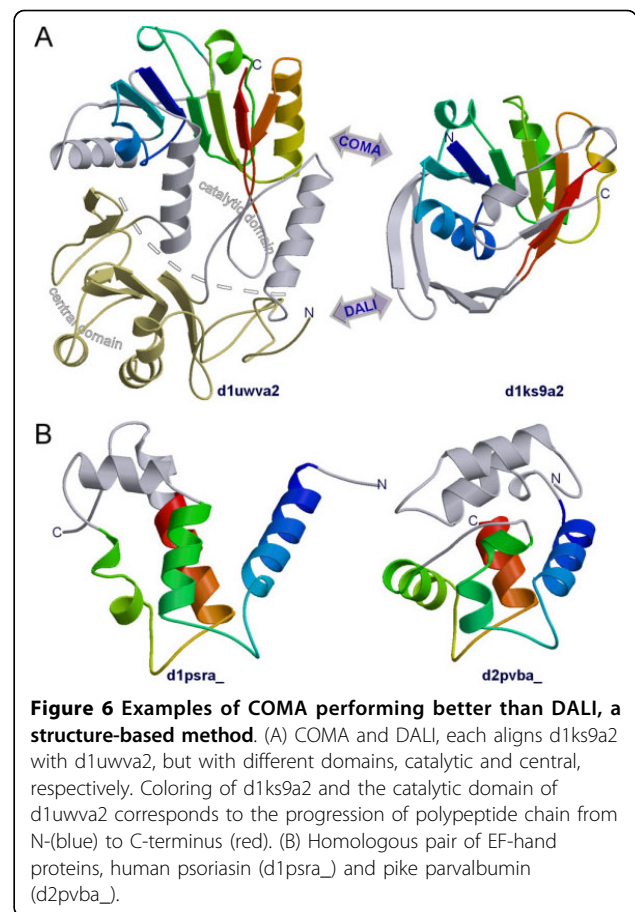 A
C
N
COMA
C
catalytic domain
central domain
N
DALI
d1uwva2
d1ks9a2
B
N
N
C
C
d1psra_
d2pvba_
Figure 6 Examples of COMA performing better than DALI, a
structure-based method. (A) COMA and DALI, each aligns d1ks9a2
with d1uwva2, but with different domains, catalytic and central,
respectively. Coloring of d1ks9a2 and the catalytic domain of
d1uwva2 corresponds to the progression of polypeptide chain from
N-(blue) to C-terminus (red). (B) Homologous pair of EF-hand
proteins, human psoriasin (d1psra_) and pike parvalbumin
(d2pvba_).